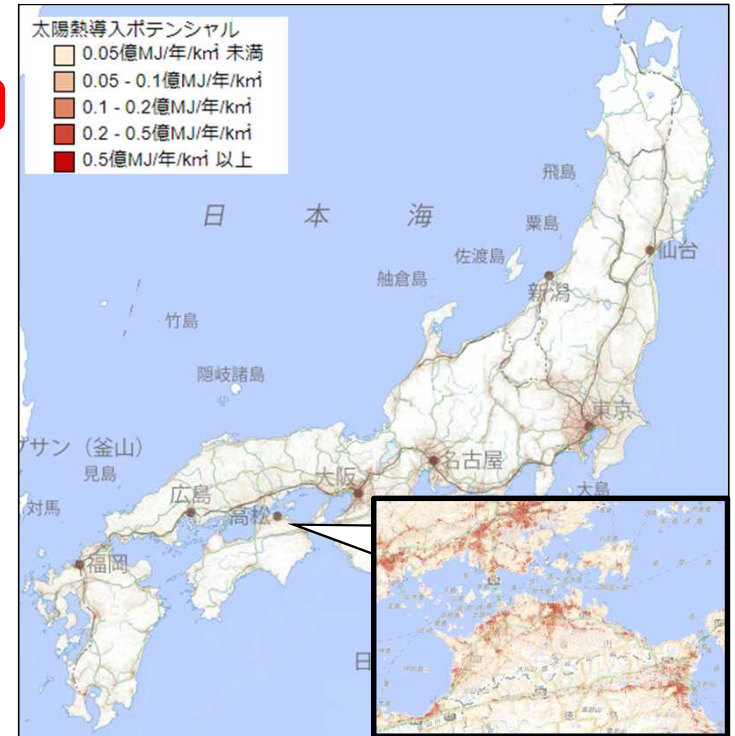 太陽熱導入ポテンシャル
0.05億MJ/年/k㎡ 未満
0.05 - 0.1億MJ/年/k㎡
0.1 - 0.2億MJ/年/k㎡
0.2 - 0.5億MJ/年/k㎡
0.5億MJ/年/k㎡ 以上
飛島
日 本 海
粟島
佐渡島
仙台
舳倉島
新潟
竹島
隠岐諸島
東京
プサン（釜山）
名古屋
見島
大阪
大島
広島
対馬
高松
福岡
日